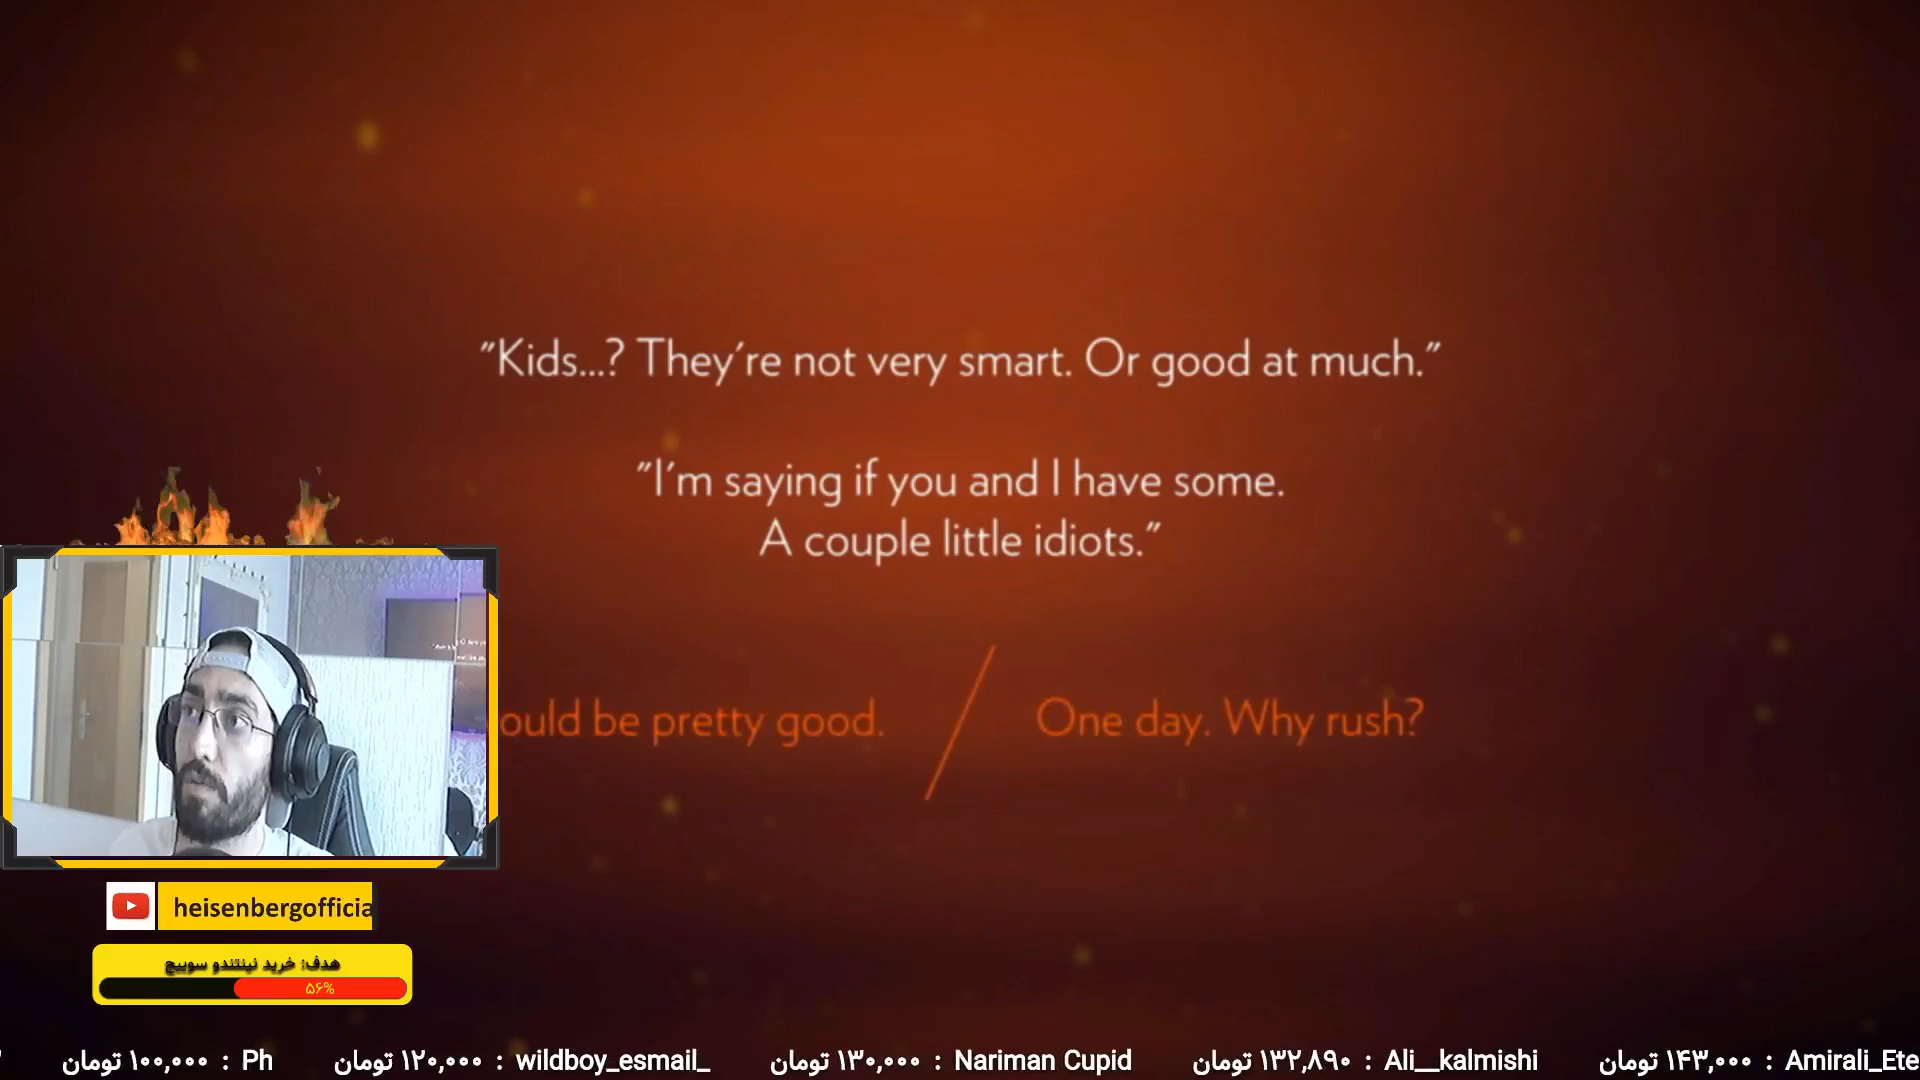 "Kids...? They're not very smart. Or good at much."
"I'm saying if you and I have some.
A couple little idiots."
be pretty good.
One day. Why rush?
heisenbergofficia
هدف: خرید نینتندو سوییچ
۵۶%
۱۰۰,۰۰۰ تومان : Ph
۱۲۰,۰۰۰ تومان : wildboy_esmail_
۱۳۰,۰۰۰ تومان : Nariman Cupid
۱۳۲,۸۹۰ تومان : Ali__kalmishi
۱۴۳,۰۰۰ تومان : Amirali_Ete